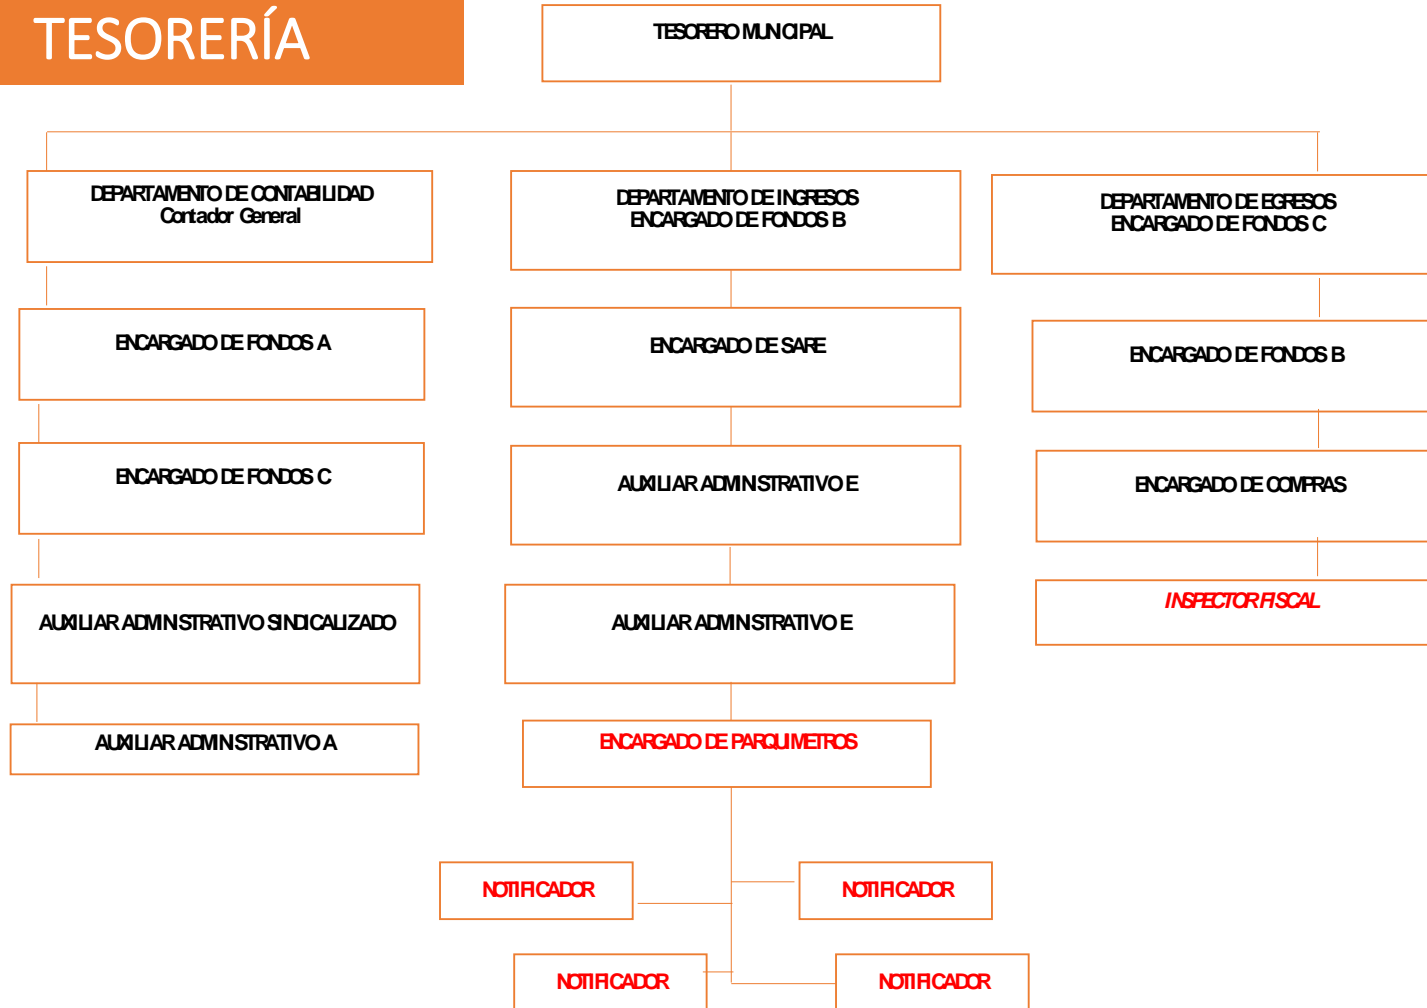 TESORERÍA
TESORERO MUNICIPAL
DEPARTAMENTO DE CONTABILIDAD
Contador General
DEPARTAMENTO DE INGRESOS
ENCARGADO DE FONDOS B
DEPARTAMENTO DE EGRESOS
ENCARGADO DE FONDOS C
ENCARGADO DE FONDOS A
ENCARGADO DE SARE
ENCARGADO DE FONDOS B
ENCARGADO DE FONDOS C
AUXILIAR ADMINSTRATIVO E
ENCARGADO DE COMPRAS
AUXILIAR ADMINSTRATIVO SINDICALIZADO
AUXILIAR ADMINSTRATIVO E
INSPECTOR FISCAL
AUXILIAR ADMINSTRATIVO A
ENCARGADO DE PARQUIMETROS
NOTIFICADOR
NOTIFICADOR
NOTIFICADOR
NOTIFICADOR